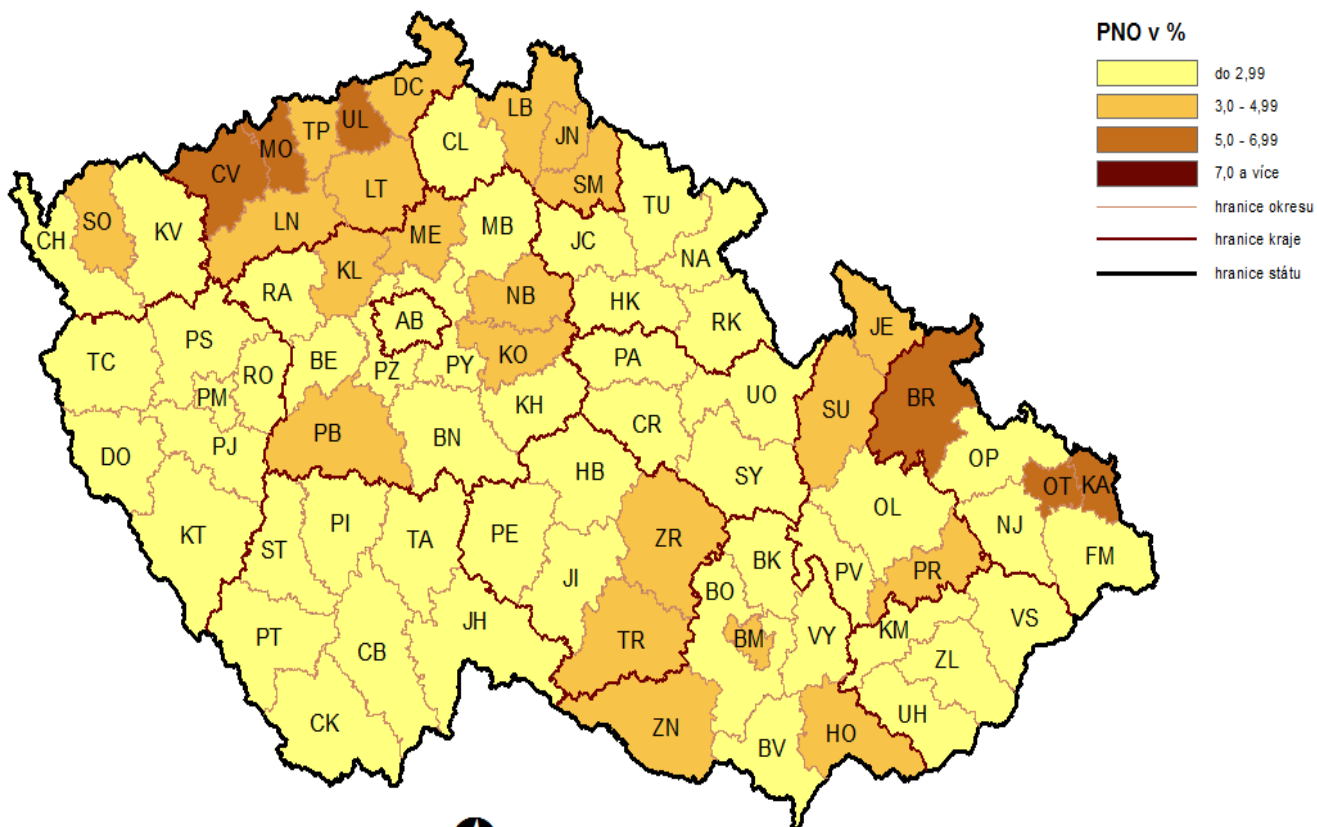 PNO v %
do 2,99
3,0 - 4,99
5,0 - 6,99
7,0 a více
hranice okresu
hranice kraje
hranice státu
DC
LB
UL
TP
JN
MO
CL
CV
LT
SM
TU
SO
LN
ME
MB
KV
JC
CH
NA
KL
RA
NB
HK
AB
RK
JE
PS
KO
PA
TC
BE
PZ
PY
RO
UO
PM
KH
BR
SU
CR
PB
BN
PJ
DO
OP
HB
SY
OT
KA
OL
PI
KT
TA
NJ
ST
PE
ZR
FM
BK
PR
PV
JI
BO
VS
JH
KM
PT
TR
BM
VY
CB
ZL
UH
CK
ZN
HO
BV